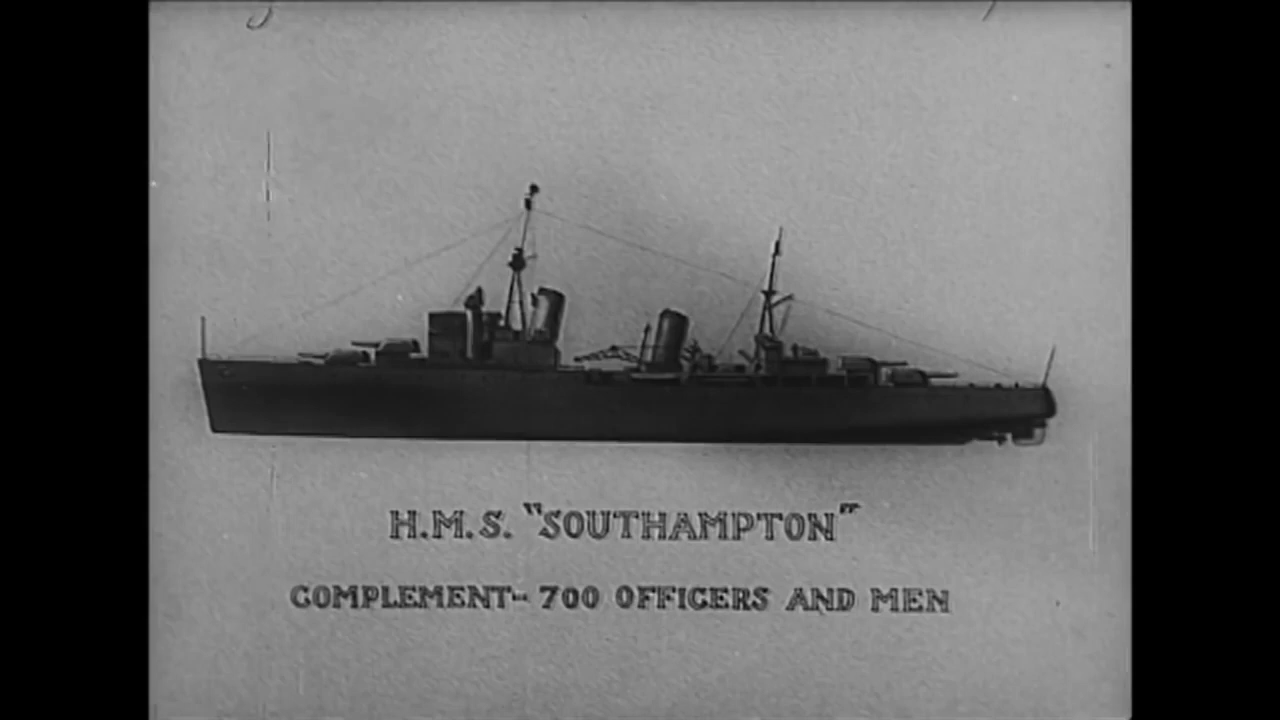 H.M.S. "SOUTHAMPTON"
COMPLEMENT- 700 OFFICERS AND MEN